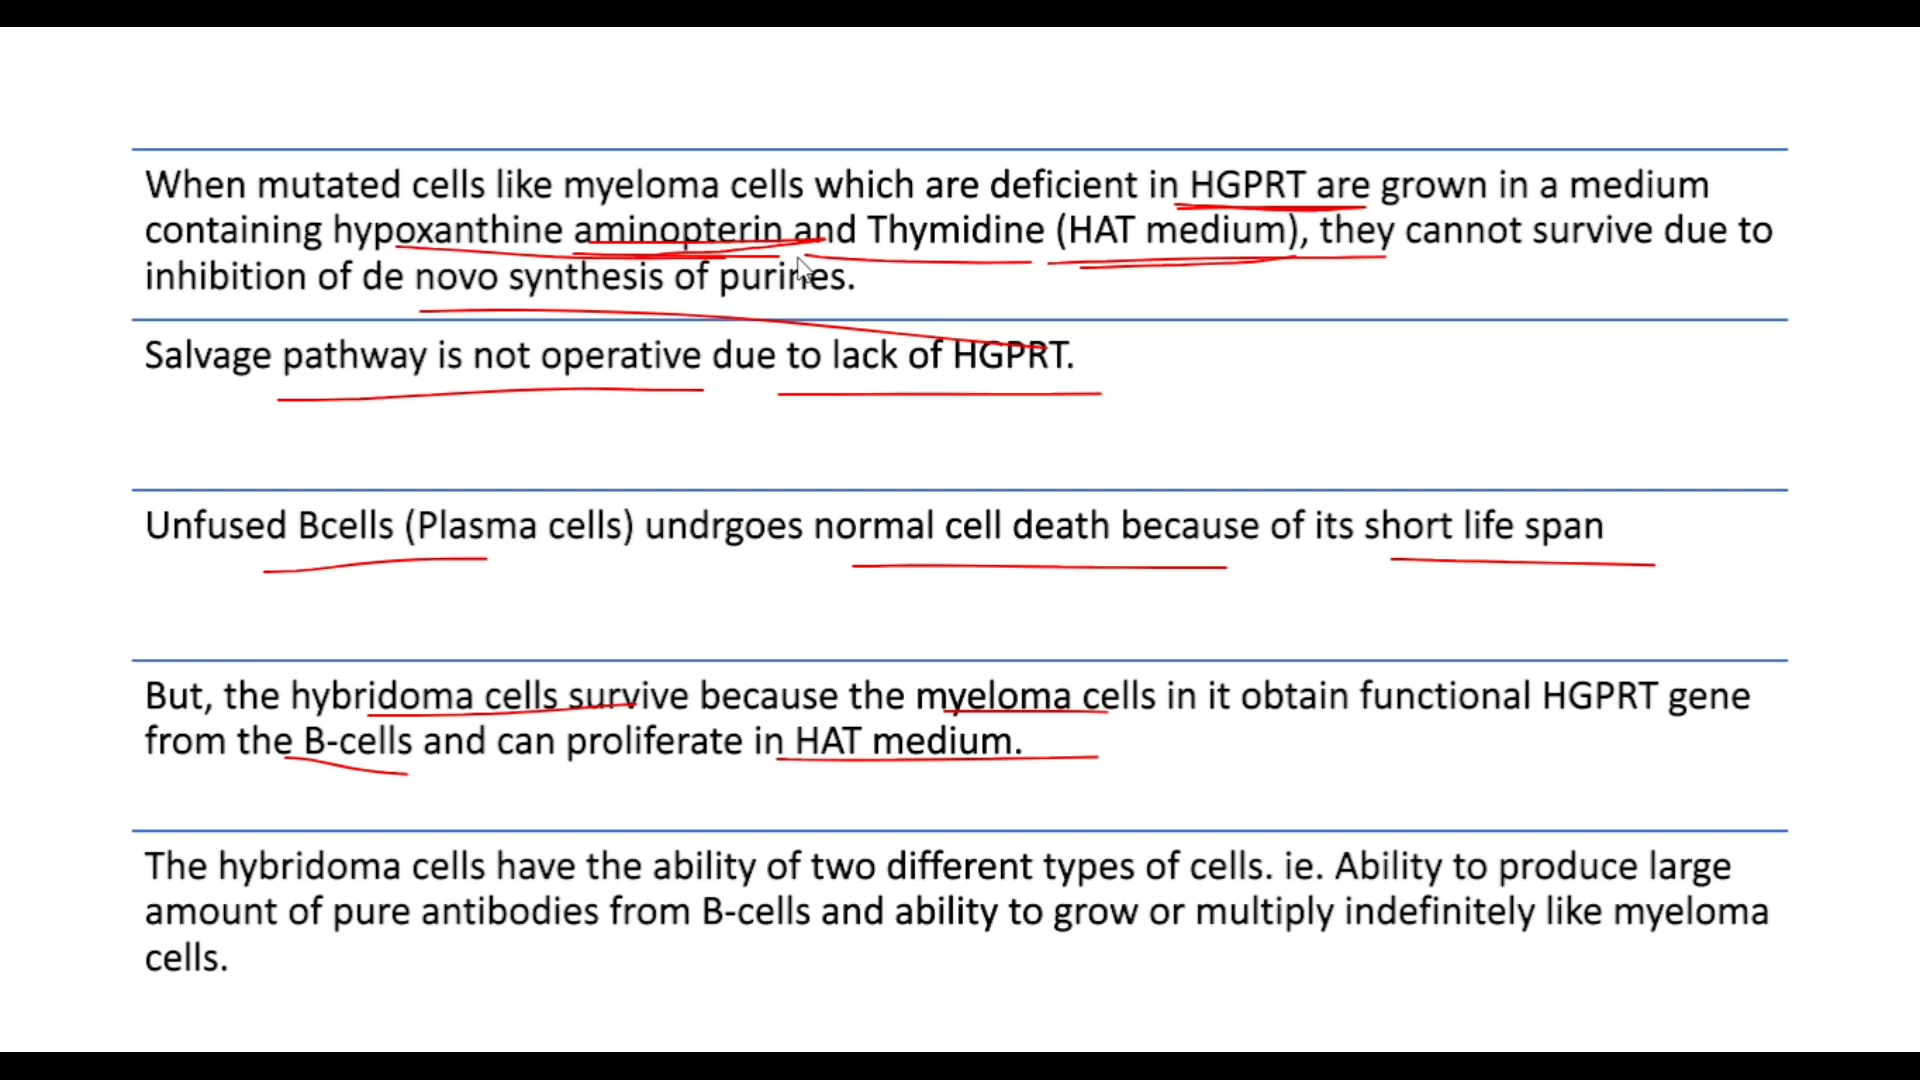 When mutated cells like myeloma cells which are deficient in HGPRT are grown in a medium
containing hypoxanthine aminopterin and Thymidine (HAT medium), they cannot survive due to
inhibition of de novo synthesis of purines.
Salvage pathway is not operative due to lack of HGPRT.
Unfused Bcells (Plasma cells) undrgoes normal cell death because of its short life span
But, the hybridoma cells survive because the myeloma cells in it obtain functional HGPRT gene
from the B-cells and can proliferate in HAT medium.
The hybridoma cells have the ability of two different types of cells. ie. Ability to produce large
amount of pure antibodies from B-cells and ability to grow or multiply indefinitely like myeloma
cells.